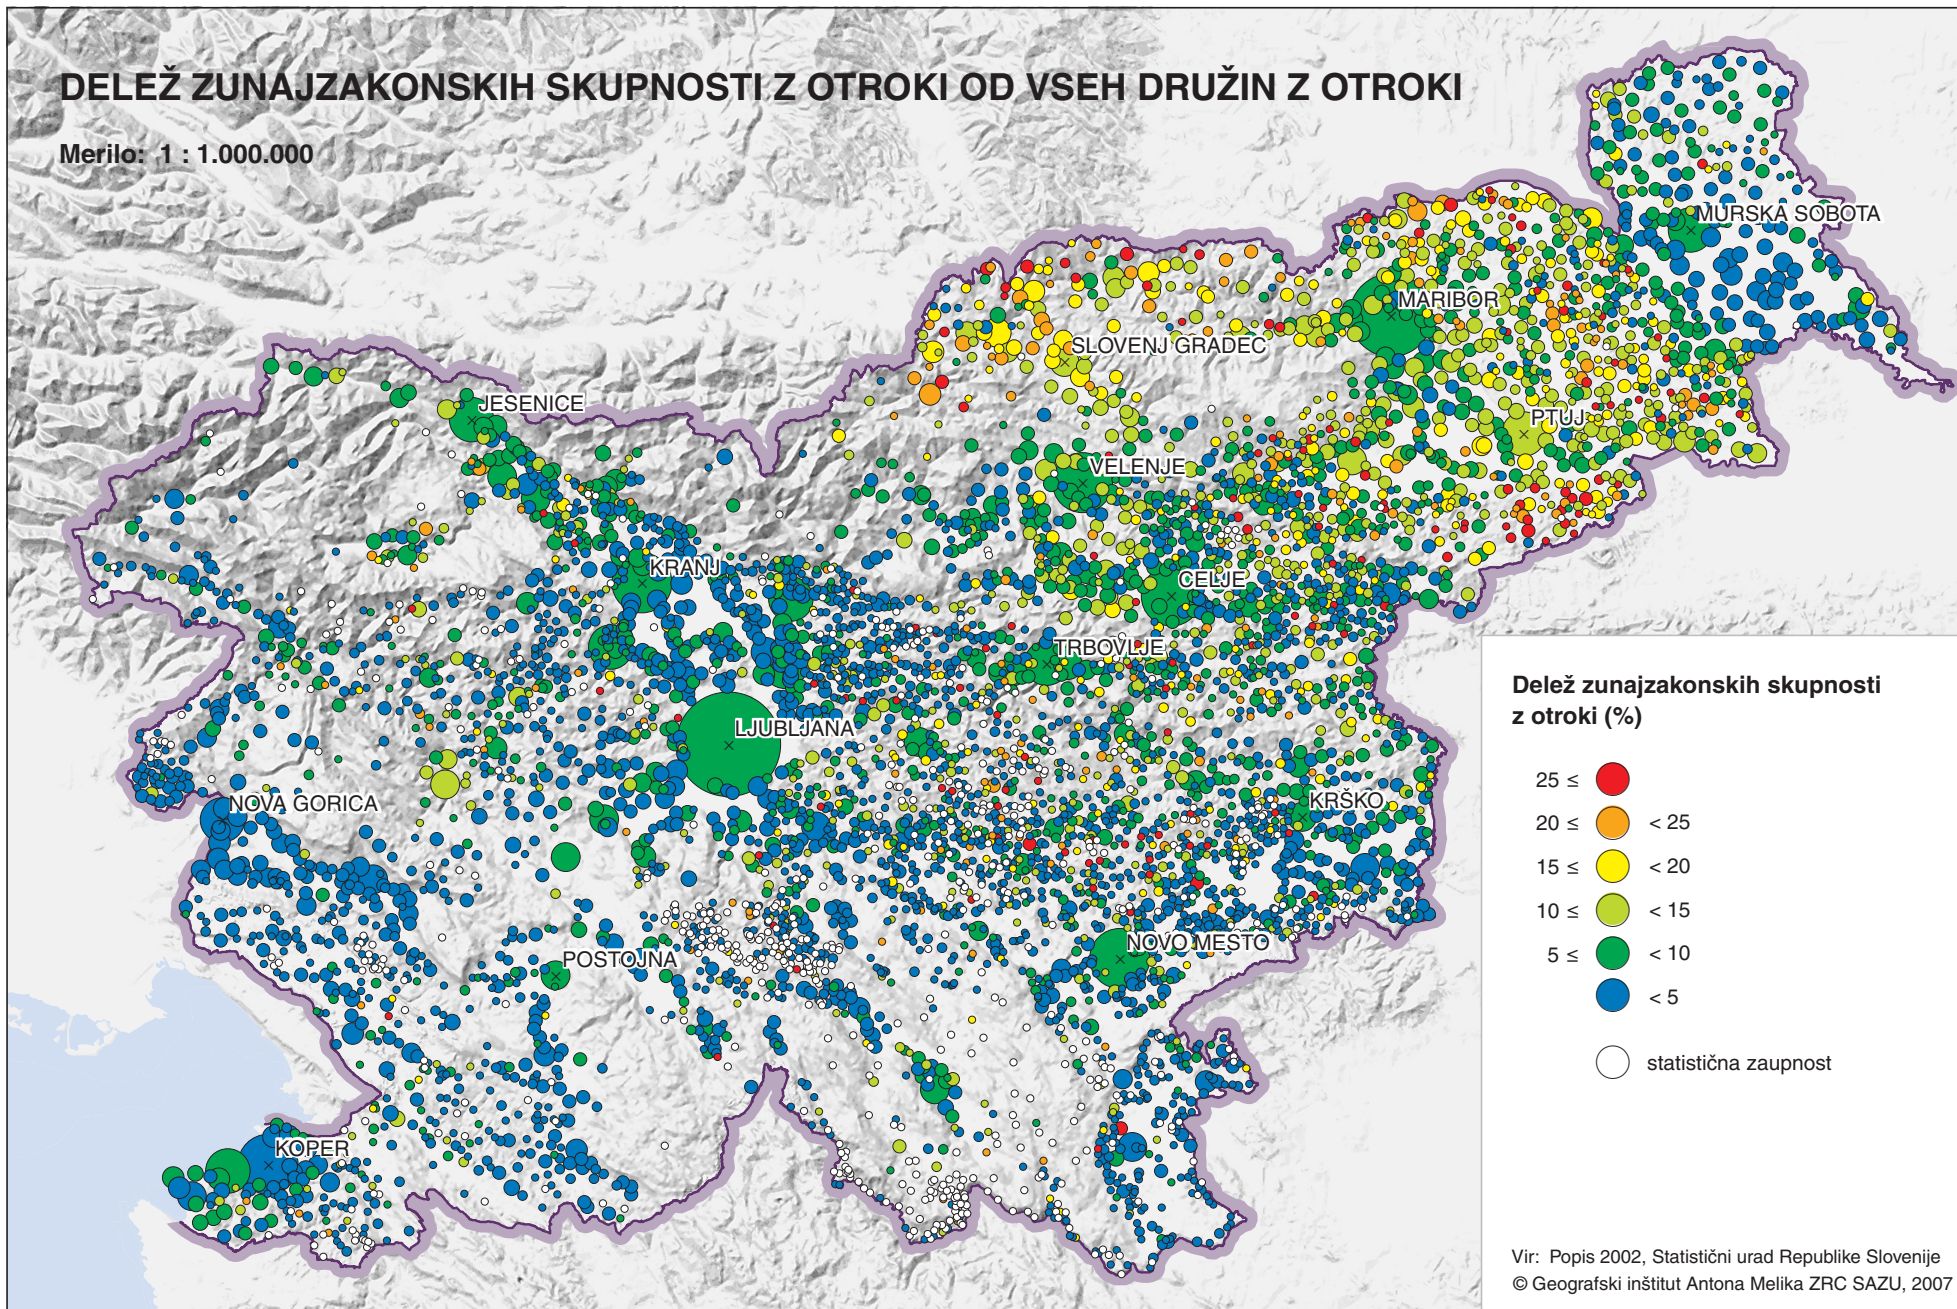 DELEŽ ZUNAJZAKONSKIH SKUPNOSTI Z OTROKI OD VSEH DRUŽIN Z OTROKI
Merilo: 1 : 1.000.000
MURSKA SOBOTA
MARIBOR
SLOVENJ GRADEC
JESENICE
PTUJ
VELENJE
KRANJ
CELJE
TRBOVLJE
LJUBLJANA
NOVA GORICA
KRŠKO
NOVO MESTO
POSTOJNA
KOPER
Delež zunajzakonskih skupnosti
z otroki (%)
25 ≤
20 ≤ < 25
15 ≤ < 20
10 ≤ < 15
5 ≤ < 10
< 5
statistična zaupnost
Vir: Popis 2002, Statistični urad Republike Slovenije
© Geografski inštitut Antona Melika ZRC SAZU, 2007